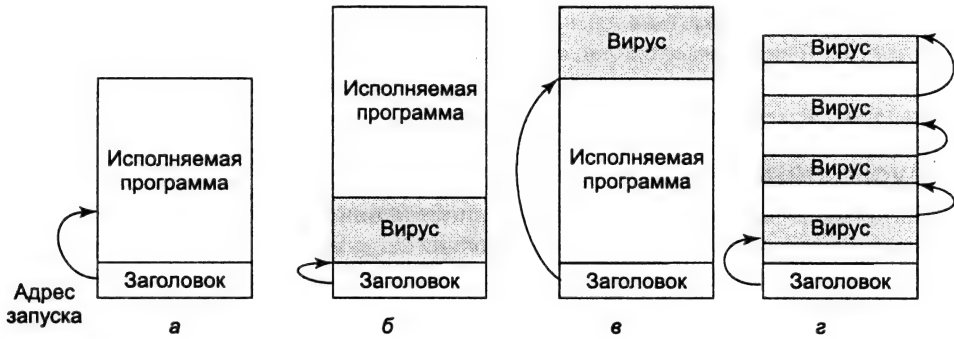 Исполняемая
программа
Заголовок
Адрес
запуска
а
Исполняемая
программа
Вирус
Заголовок
б
Вирус
Исполняемая
программа
Заголовок
в
Вирус
Вирус
Вирус
Вирус
Заголовок
г